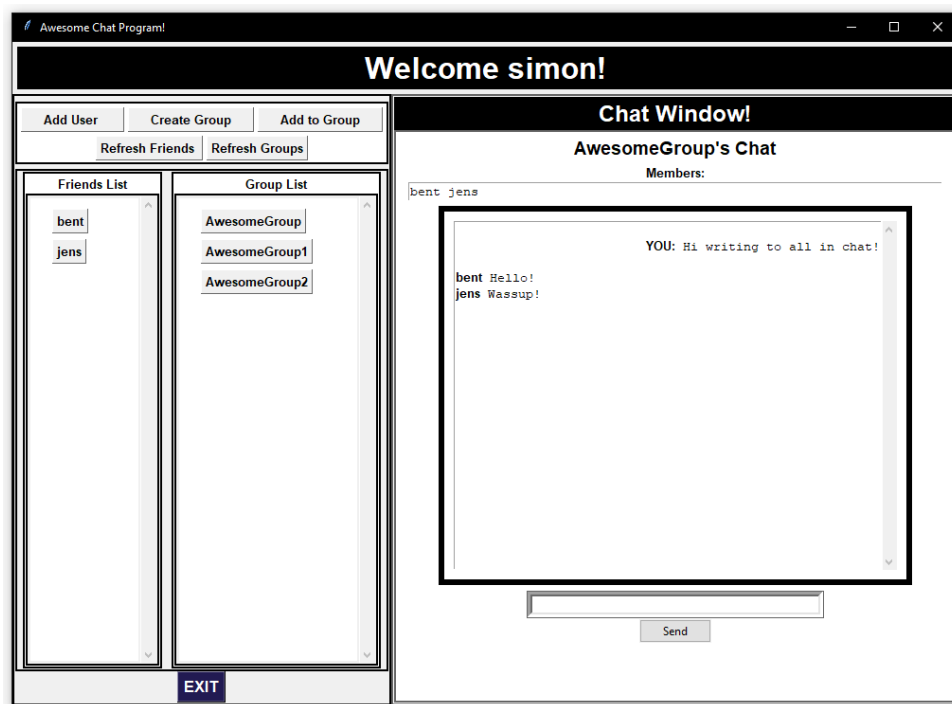 Awesome Chat Program!
Welcome simon!
Add User Create Group Add to Group
Refresh Friends Refresh Groups
Friends List
bent
jens
Group List
AwesomeGroup
AwesomeGroup1
AwesomeGroup2
EXIT
Chat Window!
AwesomeGroup's Chat
Members:
bent jens
YOU: Hi writing to all in chat!
bent Hello!
jens Wassup!
Send